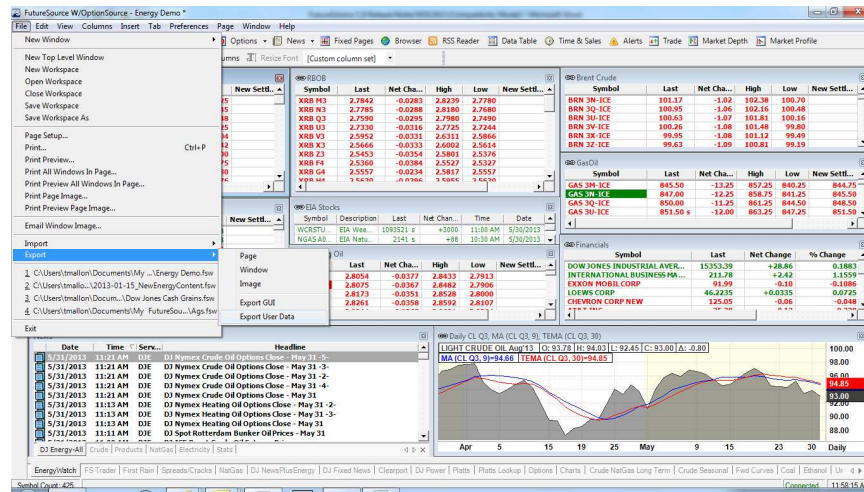 FutureSource W/OptionSource - Energy Demo *
File Edit View Columns Insert Tab Preferences Page Window Help
Options News Fixed Pages Browser RSS Reader Data Table Time & Sales Alerts Trade Market Depth Market Profile
Resize Font [Custom column set]
New Window
New Top Level Window
New Workspace
Open Workspace
Close Workspace
Save Workspace
Save Workspace As
Page Setup...
Print... Ctrl+P
Print Preview...
Print All Windows In Page...
Print Preview All Windows In Page...
Print Page Image...
Print Preview Page Image...
Email Window Image...
Import
Export
1 C:\Users\tmallon\Documents\My ...\Energy Demo.fsw
2 C:\Users\tmallo...\2013-01-15_NewEnergyContent.fsw
3 C:\Users\tmallon\Docum...\Dow Jones Cash Grains.fsw
4 C:\Users\tmallon\Documents\My FutureSou...\Ags.fsw
Exit
Page
Window
Image
Export GUI
Export User Data
New Settl...
RBOB
Symbol Last Net Cha... High Low New Settl...
XRB M3 2.7842 -0.0283 2.8239 2.7780
XRB N3 2.7785 -0.0288 2.8180 2.7680
XRB Q3 2.7590 -0.0295 2.7980 2.7490
XRB U3 2.7330 -0.0316 2.7725 2.7244
XRB V3 2.5952 -0.0331 2.6311 2.5866
XRB X3 2.5666 -0.0333 2.6002 2.5614
XRB Z3 2.5453 -0.0354 2.5801 2.5376
XRB F4 2.5360 -0.0384 2.5527 2.5327
XRB G4 2.5557 -0.0234 2.5817 2.5557
Brent Crude
Symbol Last Net Cha... High Low New Settl...
BRN 3N-ICE 101.17 -1.02 102.38 100.70
BRN 3Q-ICE 100.95 -1.06 102.16 100.48
BRN 3U-ICE 100.63 -1.07 101.81 100.16
BRN 3V-ICE 100.26 -1.08 101.48 99.80
BRN 3X-ICE 99.95 -1.08 101.12 99.49
BRN 3Z-ICE 99.63 -1.09 100.81 99.19
GasOil
Symbol Last Net Cha... High Low New Settl...
GAS 3M-ICE 845.50 -13.25 857.25 840.25 844.75
GAS 3N-ICE 847.00 -12.25 858.75 841.25 845.50
GAS 3Q-ICE 850.00 -11.25 861.25 844.50 848.50
GAS 3U-ICE 851.50 s -12.00 863.25 847.25 851.50
New Settl...
EIA Stocks
Symbol Description Last Net Chan... Time Date
WCRSTU... EIA Wee... 1093521 s +3000 11:00 AM 5/30/2013
NGAS A0... EIA Natu... 2141 s +88 10:30 AM 5/30/2013
Oil
Last Net Cha... High Low New Settl...
2.8054 -0.0377 2.8433 2.7913
2.8075 -0.0367 2.8482 2.7906
2.8173 -0.0351 2.8528 2.8000
2.8261 -0.0358 2.8592 2.8107
Financials
Symbol Last Net Change % Change
DOW JONES INDUSTRIAL AVER... 15353.39 +28.86 0.1883
INTERNATIONAL BUSINESS MA... 211.78 +2.42 1.1559
EXXON MOBIL CORP 91.99 -0.10 -0.1086
LOEWS CORP 46.2235 +0.0335 0.0725
CHEVRON CORP NEW 125.05 -0.06 -0.048
Date Time Serv... Headline
5/31/2013 11:21 AM DJE DJ Nymex Crude Oil Options Close - May 31 -5-
5/31/2013 11:21 AM DJE DJ Nymex Crude Oil Options Close - May 31 -3-
5/31/2013 11:21 AM DJE DJ Nymex Crude Oil Options Close - May 31 -2-
5/31/2013 11:21 AM DJE DJ Nymex Crude Oil Options Close - May 31 -4-
5/31/2013 11:21 AM DJE DJ Nymex Crude Oil Options Close - May 31
5/31/2013 11:13 AM DJE DJ Nymex Heating Oil Options Close - May 31 -2-
5/31/2013 11:13 AM DJE DJ Nymex Heating Oil Options Close - May 31 -3-
5/31/2013 11:13 AM DJE DJ Spot Rotterdam Bunker Oil Prices - May 31
5/31/2013 11:13 AM DJE DJ Nymex Heating Oil Options Close - May 31
DJ Energy-All Crude Products NatGas Electricity Stats
Daily CL Q3, MA (CL Q3, 9), TEMA (CL Q3, 30)
LIGHT CRUDE OIL Aug'13 O: 93.78 H: 94.03 L: 92.45 C: 93.00 Δ: -0.80
MA (CL Q3, 9)=94.66 TEMA (CL Q3, 30)=94.85
100.00
98.00
96.00
94.85
93.00
92.00
90.00
88.00
Apr 5 15 19 25 May 9 15 23 30 Daily
EnergyWatch FS Trader First Rain Spreads/Cracks NatGas DJ NewsPlusEnergy DJ Fixed News Clearport DJ Power Platts Platts Lookup Options Charts Crude NatGas Long Term Crude Seasonal Fwd Curves Coal Ethanol
Symbol Count: 425 Connected 11:58:15 A